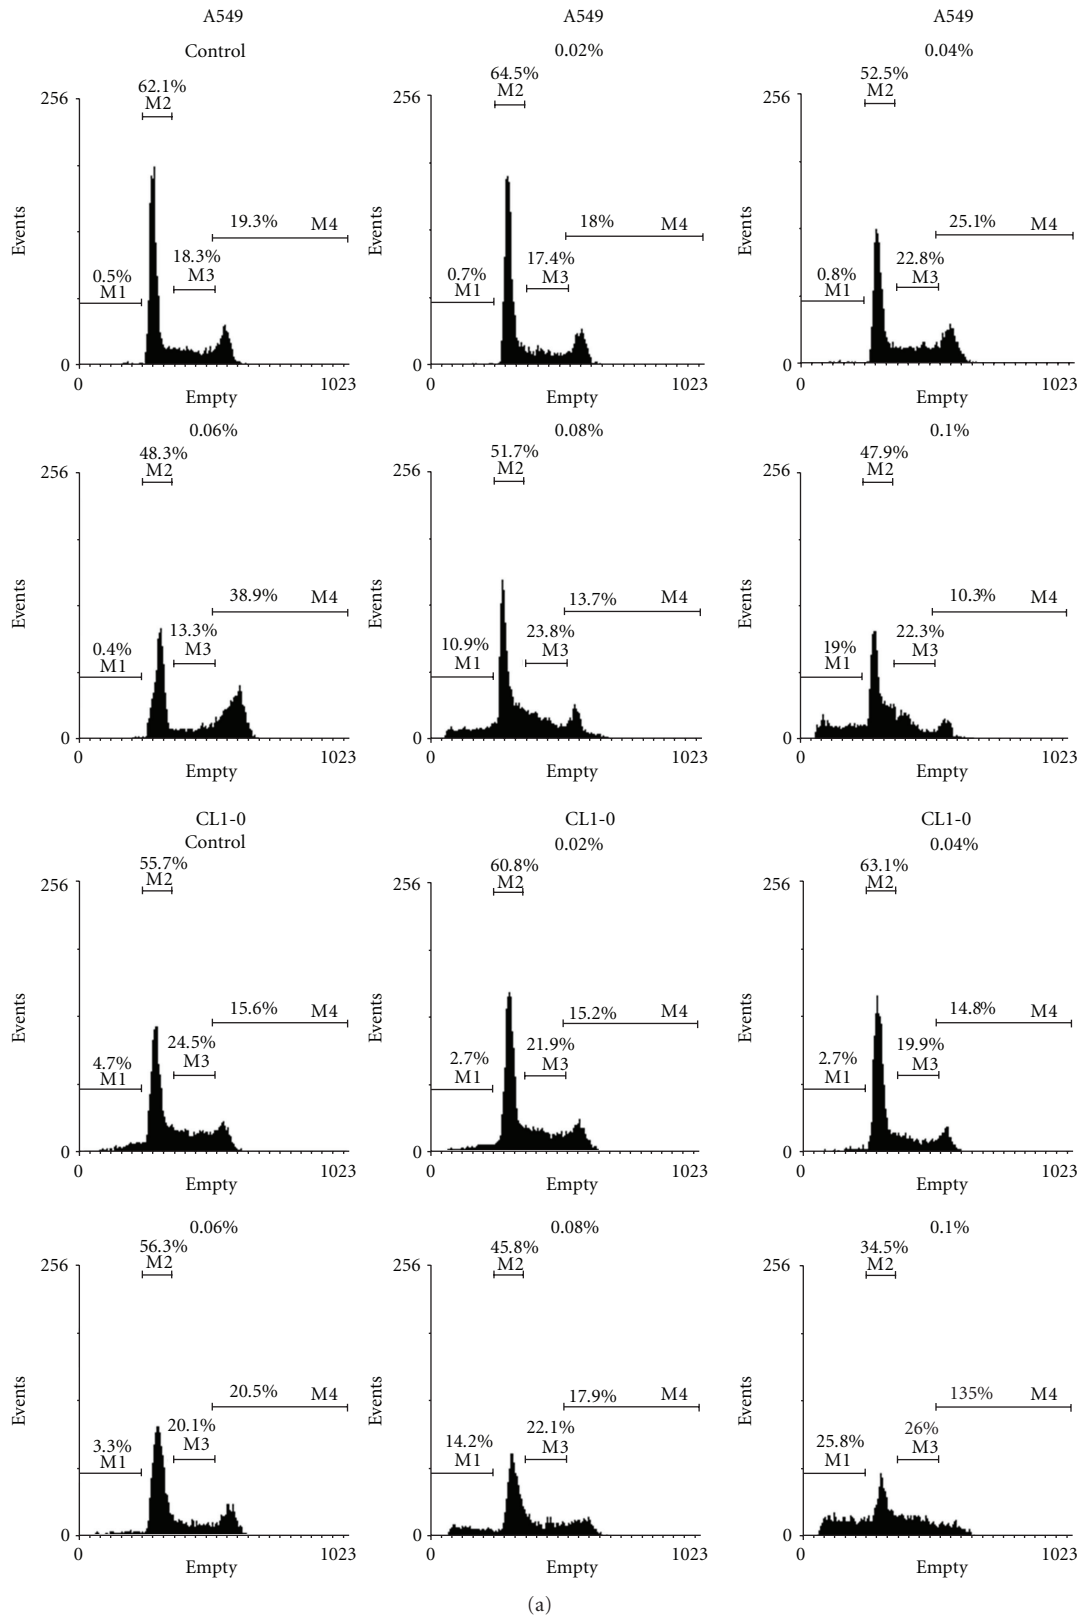 A549 A549 A549
Control 0.02% 0.04%
62.1% 64.5% 52.5%
M2 M2 M2
256 256 256
19.3% M4 18% M4 25.1% M4
18.3% 17.4% 22.8%
M3 M3 M3
0.5% 0.7% 0.8%
M1 M1 M1
Events Events Events
0 0 0
0 1023 0 1023 0 1023
Empty Empty Empty
0.06% 0.08% 0.1%
48.3% 51.7% 47.9%
M2 M2 M2
256 256 256
38.9% M4 13.7% M4 10.3% M4
13.3% 23.8% 22.3%
M3 M3 M3
0.4% 10.9% 19%
M1 M1 M1
Events Events Events
0 0 0
0 1023 0 1023 0 1023
Empty Empty Empty
CL1-0 CL1-0 CL1-0
Control 0.02% 0.04%
55.7% 60.8% 63.1%
M2 M2 M2
256 256 256
15.6% M4 15.2% M4 14.8% M4
24.5% 21.9% 19.9%
M3 M3 M3
4.7% 2.7% 2.7%
M1 M1 M1
Events Events Events
0 0 0
0 1023 0 1023 0 1023
Empty Empty Empty
0.06% 0.08% 0.1%
56.3% 45.8% 34.5%
M2 M2 M2
256 256 256
20.5% M4 17.9% M4 135% M4
20.1% 22.1% 26%
M3 M3 M3
3.3% 14.2% 25.8%
M1 M1 M1
Events Events Events
0 0 0
0 1023 0 1023 0 1023
Empty Empty Empty
(a)